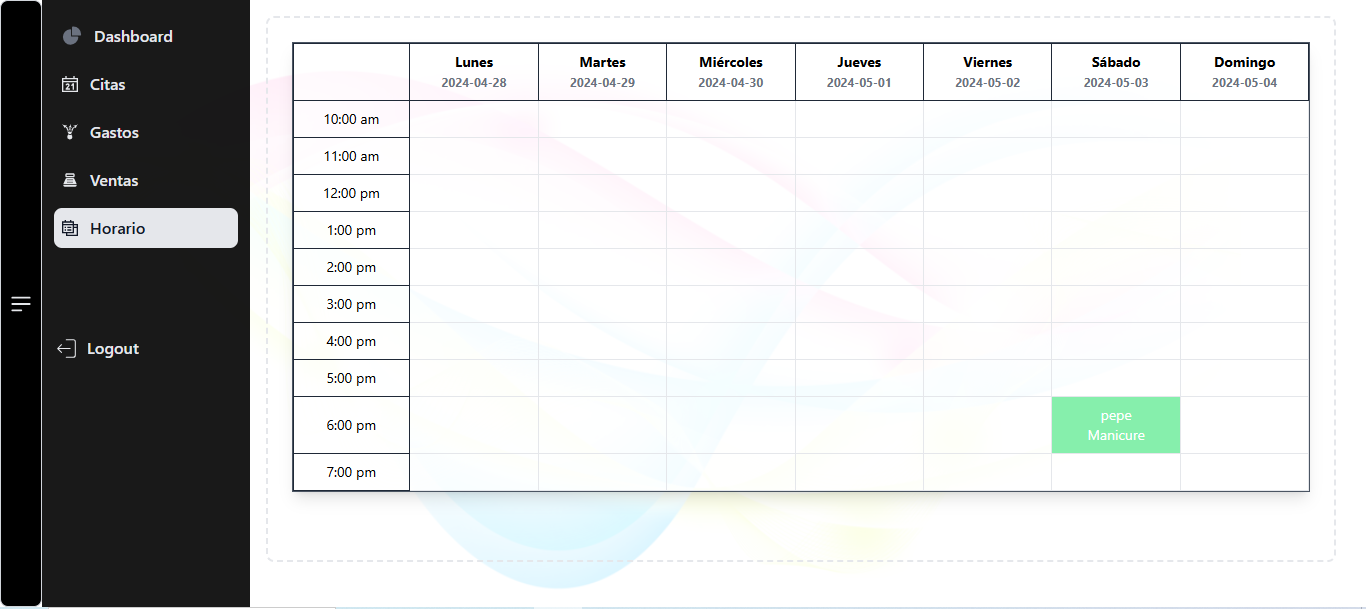 Dashboard
Citas
Gastos
Ventas
Horario
Logout
Lunes Martes Miércoles Jueves Viernes Sábado Domingo
2024-04-28 2024-04-29 2024-04-30 2024-05-01 2024-05-02 2024-05-03 2024-05-04
10:00 am
11:00 am
12:00 pm
1:00 pm
2:00 pm
3:00 pm
4:00 pm
5:00 pm
6:00 pm
pepe
Manicure
7:00 pm